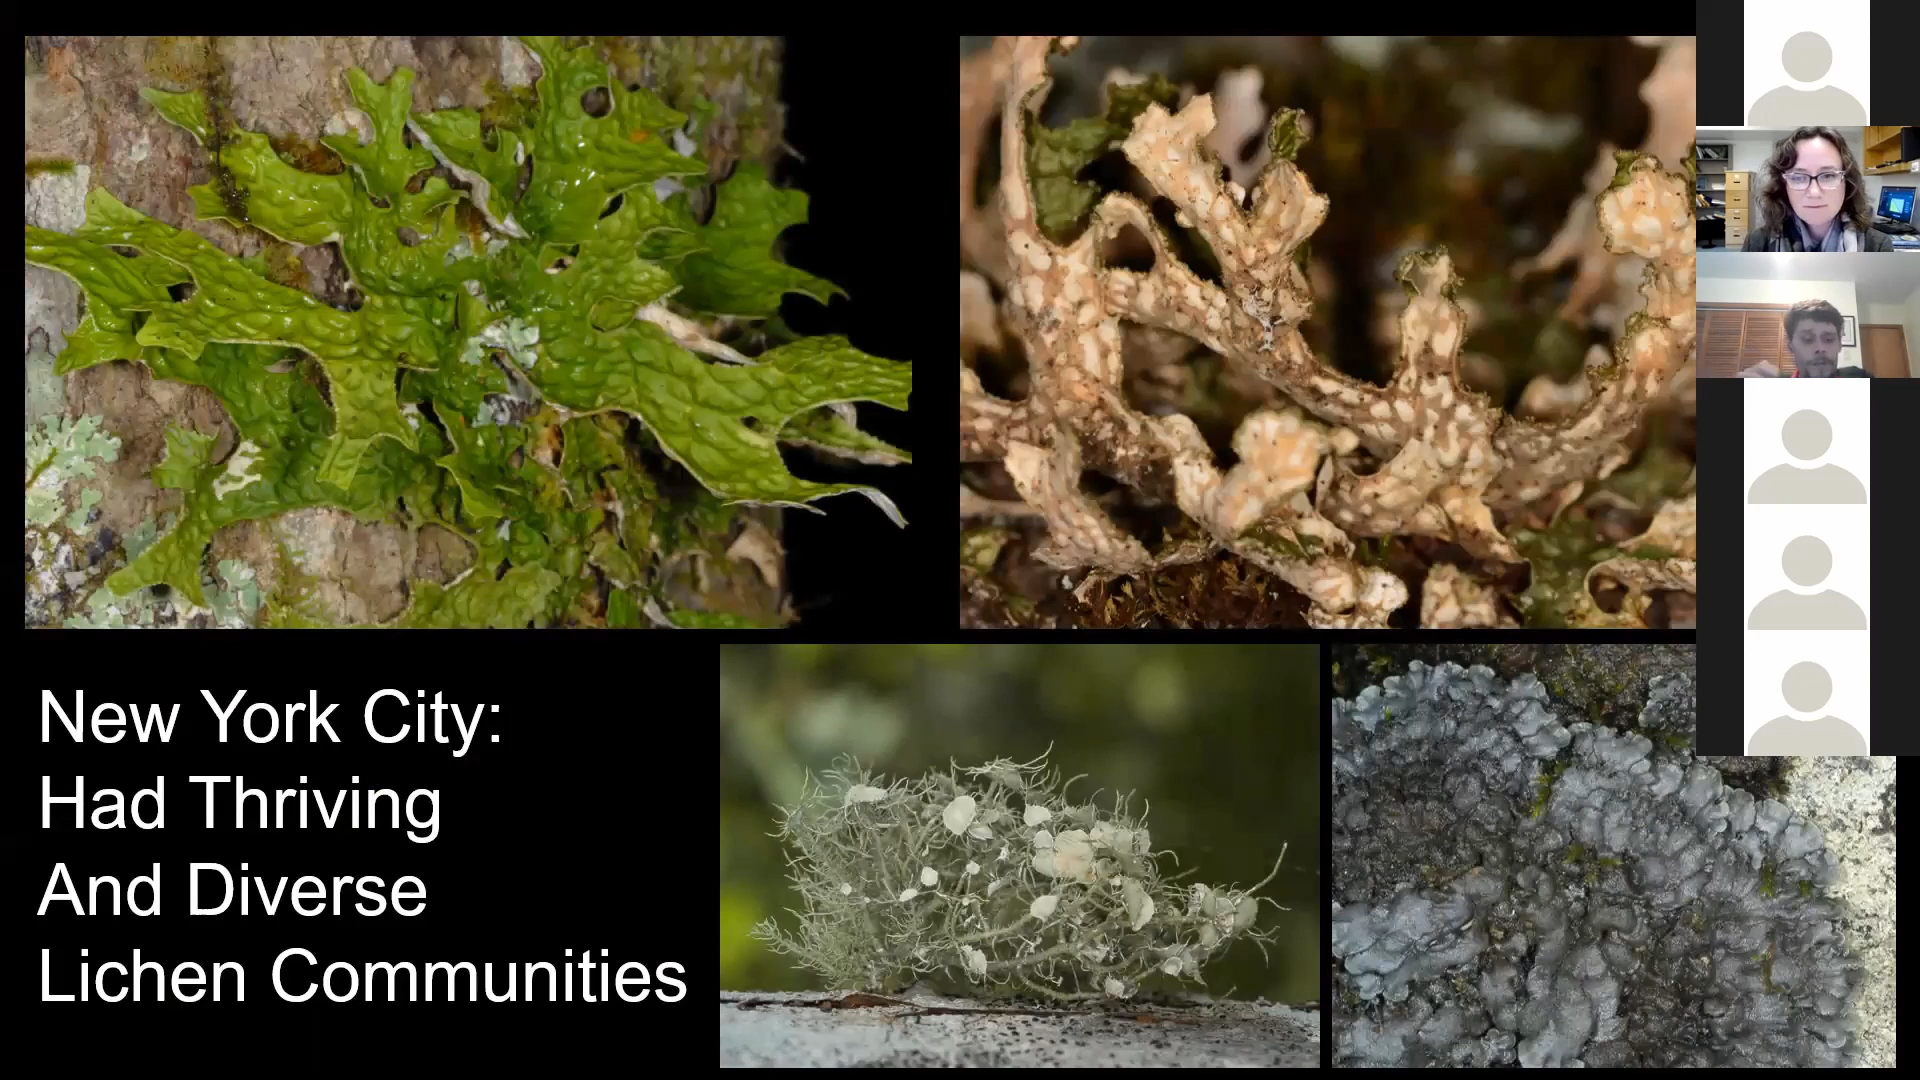 New York City:
Had Thriving
And Diverse
Lichen Communities